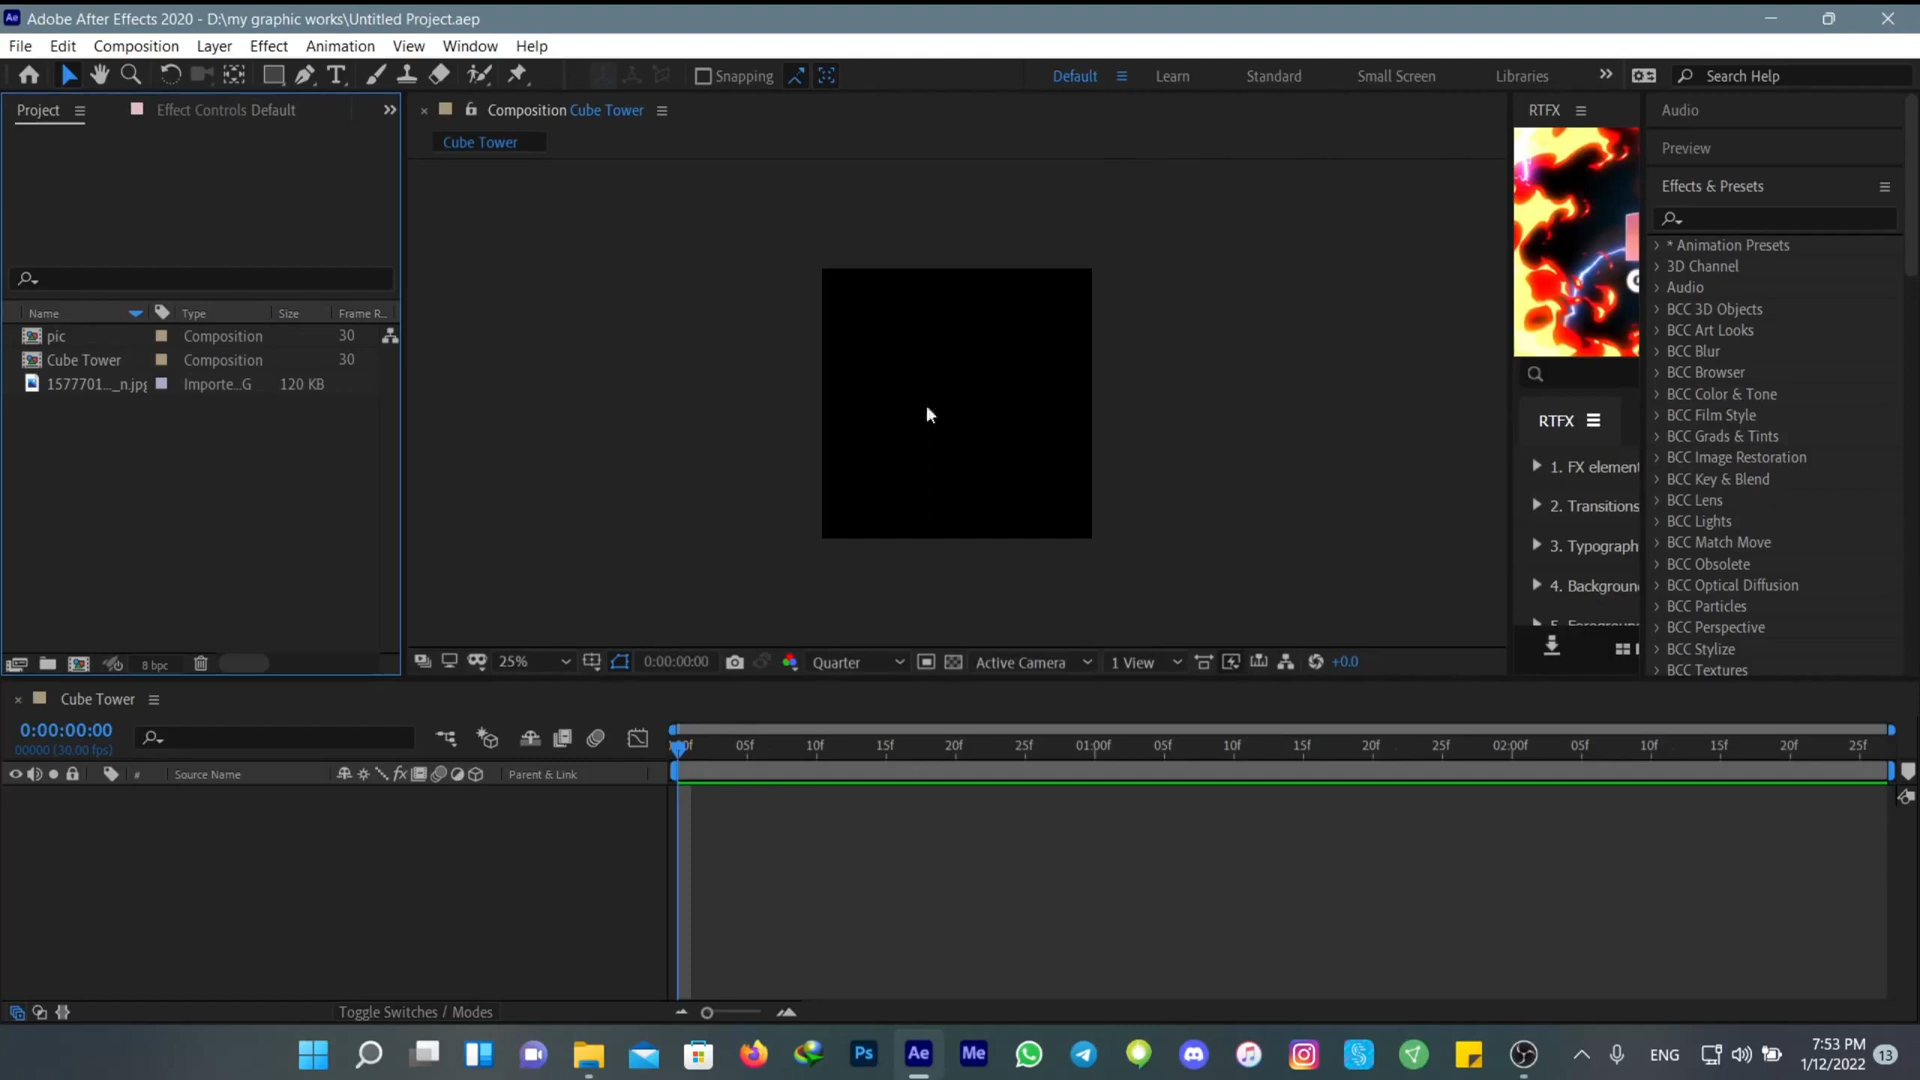 Adobe After Effects 2020 - D:\my graphic works\Untitled Project.aep
File Edit Composition Layer Effect Animation View Window Help
Snapping
Default
Learn
Standard
Small Screen
Libraries
Search Help
Project
Effect Controls Default
Composition Cube Tower
RTFX
Audio
Cube Tower
Preview
Effects & Presets
Name Type Size Frame R...
pic Composition 30
Cube Tower Composition 30
1577701..._n.jpg Importe...G 120 KB
RTFX
1. FX element
2. Transitions
3. Typograph
4. Background
* Animation Presets
3D Channel
Audio
BCC 3D Objects
BCC Art Looks
BCC Blur
BCC Browser
BCC Color & Tone
BCC Film Style
BCC Grads & Tints
BCC Image Restoration
BCC Key & Blend
BCC Lens
BCC Lights
BCC Match Move
BCC Obsolete
BCC Optical Diffusion
BCC Particles
BCC Perspective
BCC Stylize
BCC Textures
8 bpc
25%
0:00:00:00
Quarter
Active Camera
1 View
+0.0
Cube Tower
0:00:00:00
00000 (30.00 fps)
05f 10f 15f 20f 25f 01:00f 05f 10f 15f 20f 25f 02:00f 05f 10f 15f 20f 25f
# Source Name fx Parent & Link
Toggle Switches / Modes
Ps Ae Me
ENG
7:53 PM
1/12/2022
13